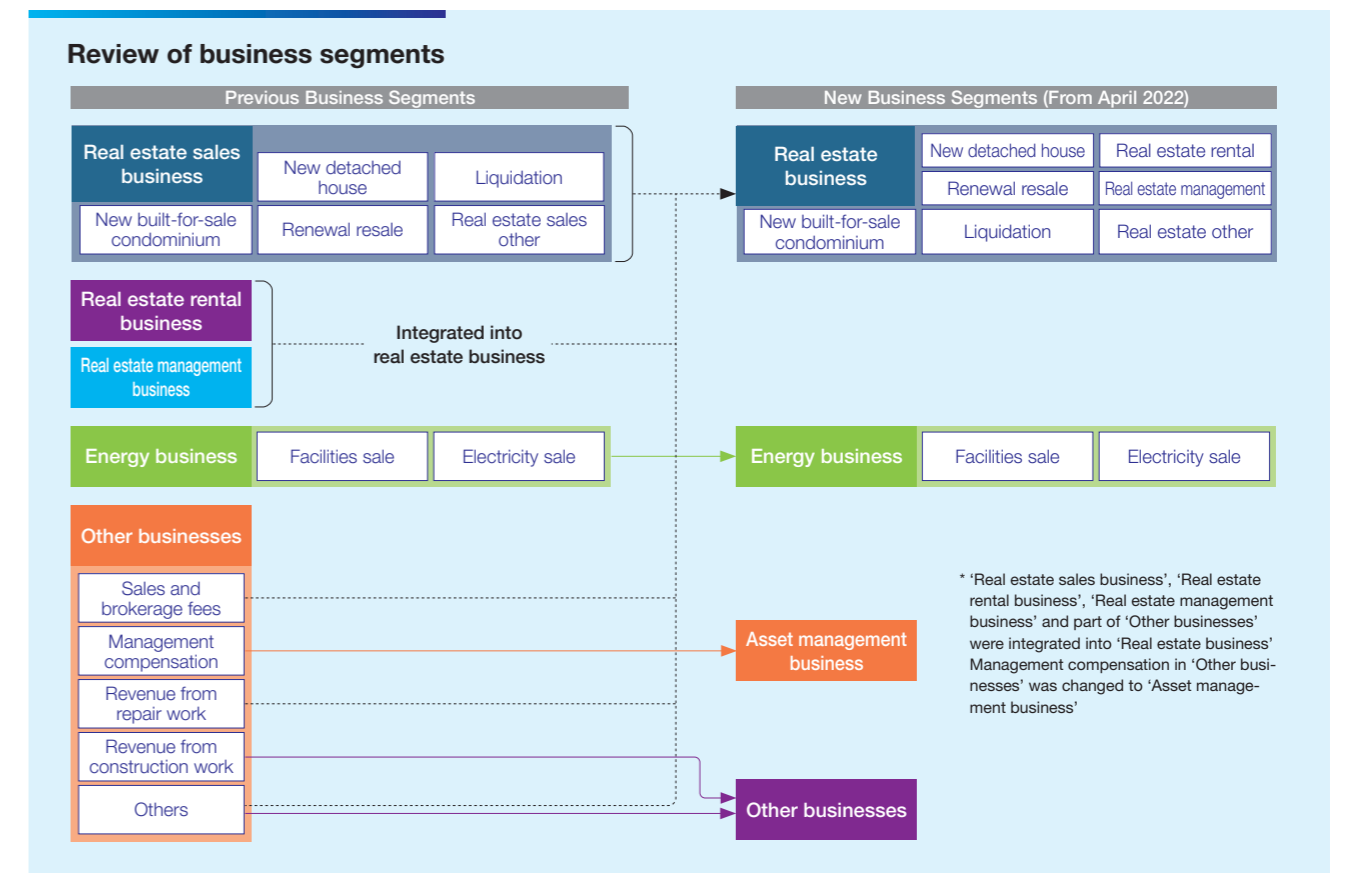 Review of business segments
Previous Business Segments
Real estate sales
business
New detached
house
Liquidation
New built-for-sale
condominium
Renewal resale
Real estate sales
other
Real estate rental
business
Real estate management
business
Integrated into
real estate business
Energy business
Facilities sale
Electricity sale
Other businesses
Sales and
brokerage fees
Management
compensation
Revenue from
repair work
Revenue from
construction work
Others
New Business Segments (From April 2022)
Real estate
business
New detached house
Real estate rental
Renewal resale
Real estate management
New built-for-sale
condominium
Liquidation
Real estate other
Energy business
Facilities sale
Electricity sale
Asset management
business
Other businesses
* ‘Real estate sales business’, ‘Real estate
rental business’, ‘Real estate management
business’ and part of ‘Other businesses’
were integrated into ‘Real estate business’
Management compensation in ‘Other busi-
nesses’ was changed to ‘Asset manage-
ment business’